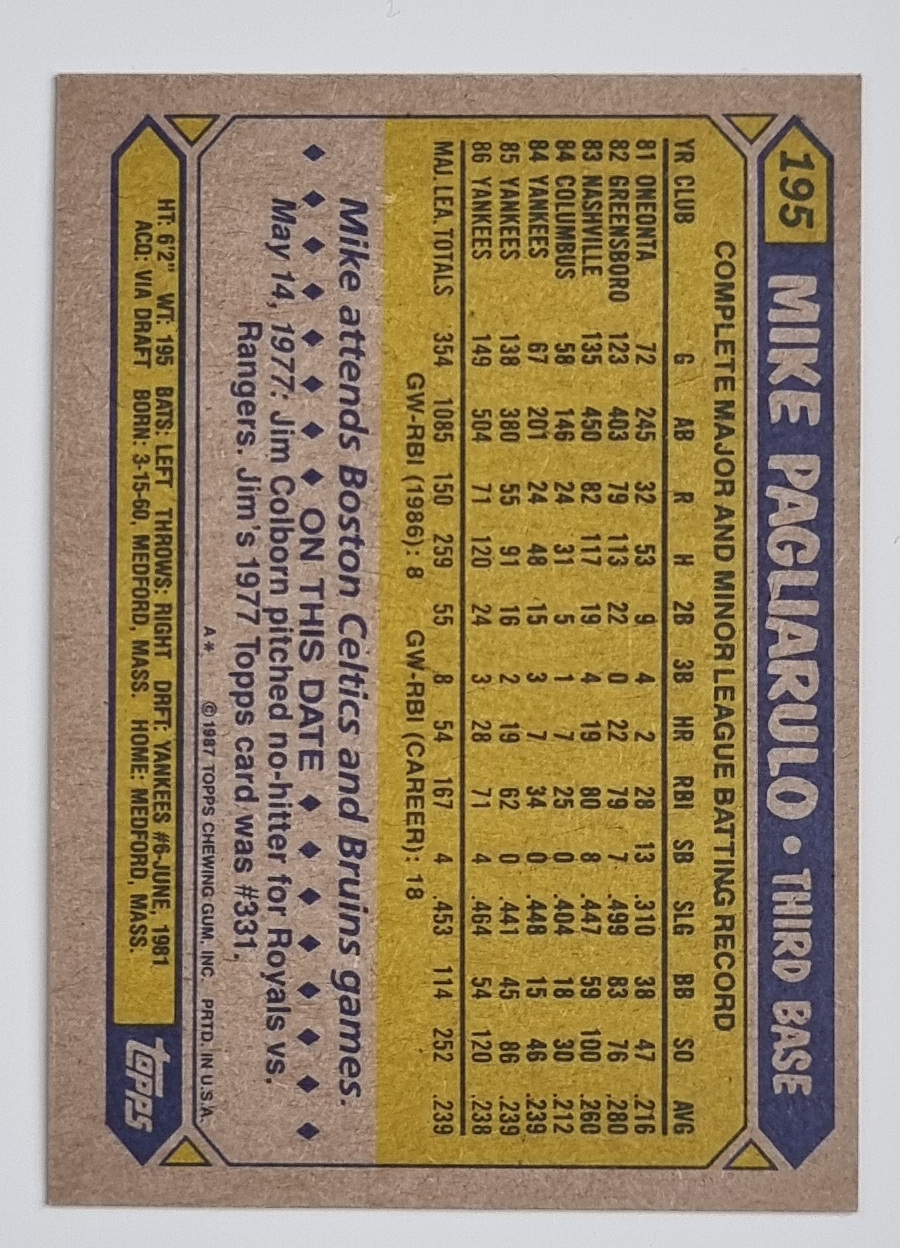 195 MIKE PAGLIARULO • THIRD BASE
COMPLETE MAJOR AND MINOR LEAGUE BATTING RECORD
YR CLUB G AB R H 2B 3B HR RBI SB SLG BB SO AVG
81 ONEONTA 72 245 32 53 9 4 2 28 13 .310 38 47 .216
82 GREENSBORO 123 403 79 113 22 0 22 79 7 .499 83 76 .280
83 NASHVILLE 135 450 82 117 19 4 19 80 8 .447 59 100 .260
84 COLUMBUS 58 146 24 31 5 1 7 25 0 .404 18 30 .212
84 YANKEES 67 201 24 48 15 3 7 34 0 .448 15 46 .239
85 YANKEES 138 380 55 91 16 2 19 62 0 .441 45 86 .239
86 YANKEES 149 504 71 120 24 3 28 71 4 .464 54 120 .238
MAJ. LEA. TOTALS 354 1085 150 259 55 8 54 167 4 .453 114 252 .239
GW-RBI (1986): 8 GW-RBI (CAREER): 18
Mike attends Boston Celtics and Bruins games.
ON THIS DATE
May 14, 1977: Jim Colborn pitched no-hitter for Royals vs.
Rangers. Jim's 1977 Topps card was #331.
A* ©1987 TOPPS CHEWING GUM, INC. PRTD. IN U.S.A.
HT: 6'2" WT: 195 BATS: LEFT THROWS: RIGHT DRFT: YANKEES #6-JUNE, 1981
ACQ: VIA DRAFT BORN: 3-15-60, MEDFORD, MASS. HOME: MEDFORD, MASS.
topps